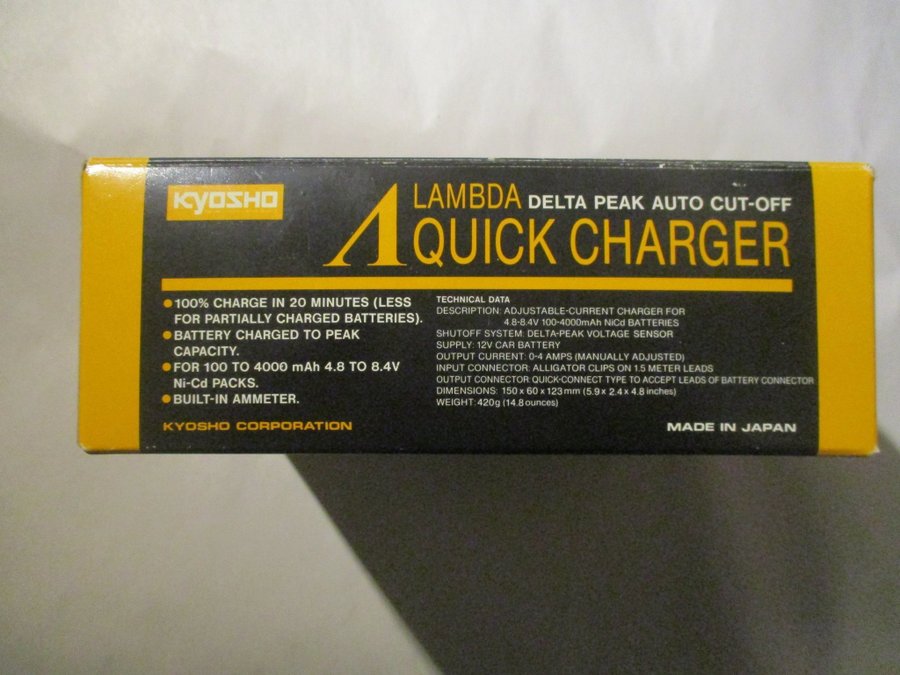 KYOSHO
Λ LAMBDA DELTA PEAK AUTO CUT-OFF
QUICK CHARGER
●100% CHARGE IN 20 MINUTES (LESS
FOR PARTIALLY CHARGED BATTERIES).
●BATTERY CHARGED TO PEAK
CAPACITY.
●FOR 100 TO 4000 mAh 4.8 TO 8.4V
Ni-Cd PACKS.
●BUILT-IN AMMETER.
TECHNICAL DATA
DESCRIPTION: ADJUSTABLE-CURRENT CHARGER FOR
4.8-8.4V 100-4000mAh NiCd BATTERIES
SHUTOFF SYSTEM: DELTA-PEAK VOLTAGE SENSOR
SUPPLY: 12V CAR BATTERY
OUTPUT CURRENT: 0-4 AMPS (MANUALLY ADJUSTED)
INPUT CONNECTOR: ALLIGATOR CLIPS ON 1.5 METER LEADS
OUTPUT CONNECTOR: QUICK-CONNECT TYPE TO ACCEPT LEADS OF BATTERY CONNECTOR
DIMENSIONS: 150 x 60 x 123 mm (5.9 x 2.4 x 4.8 inches)
WEIGHT: 420g (14.8 ounces)
KYOSHO CORPORATION
MADE IN JAPAN